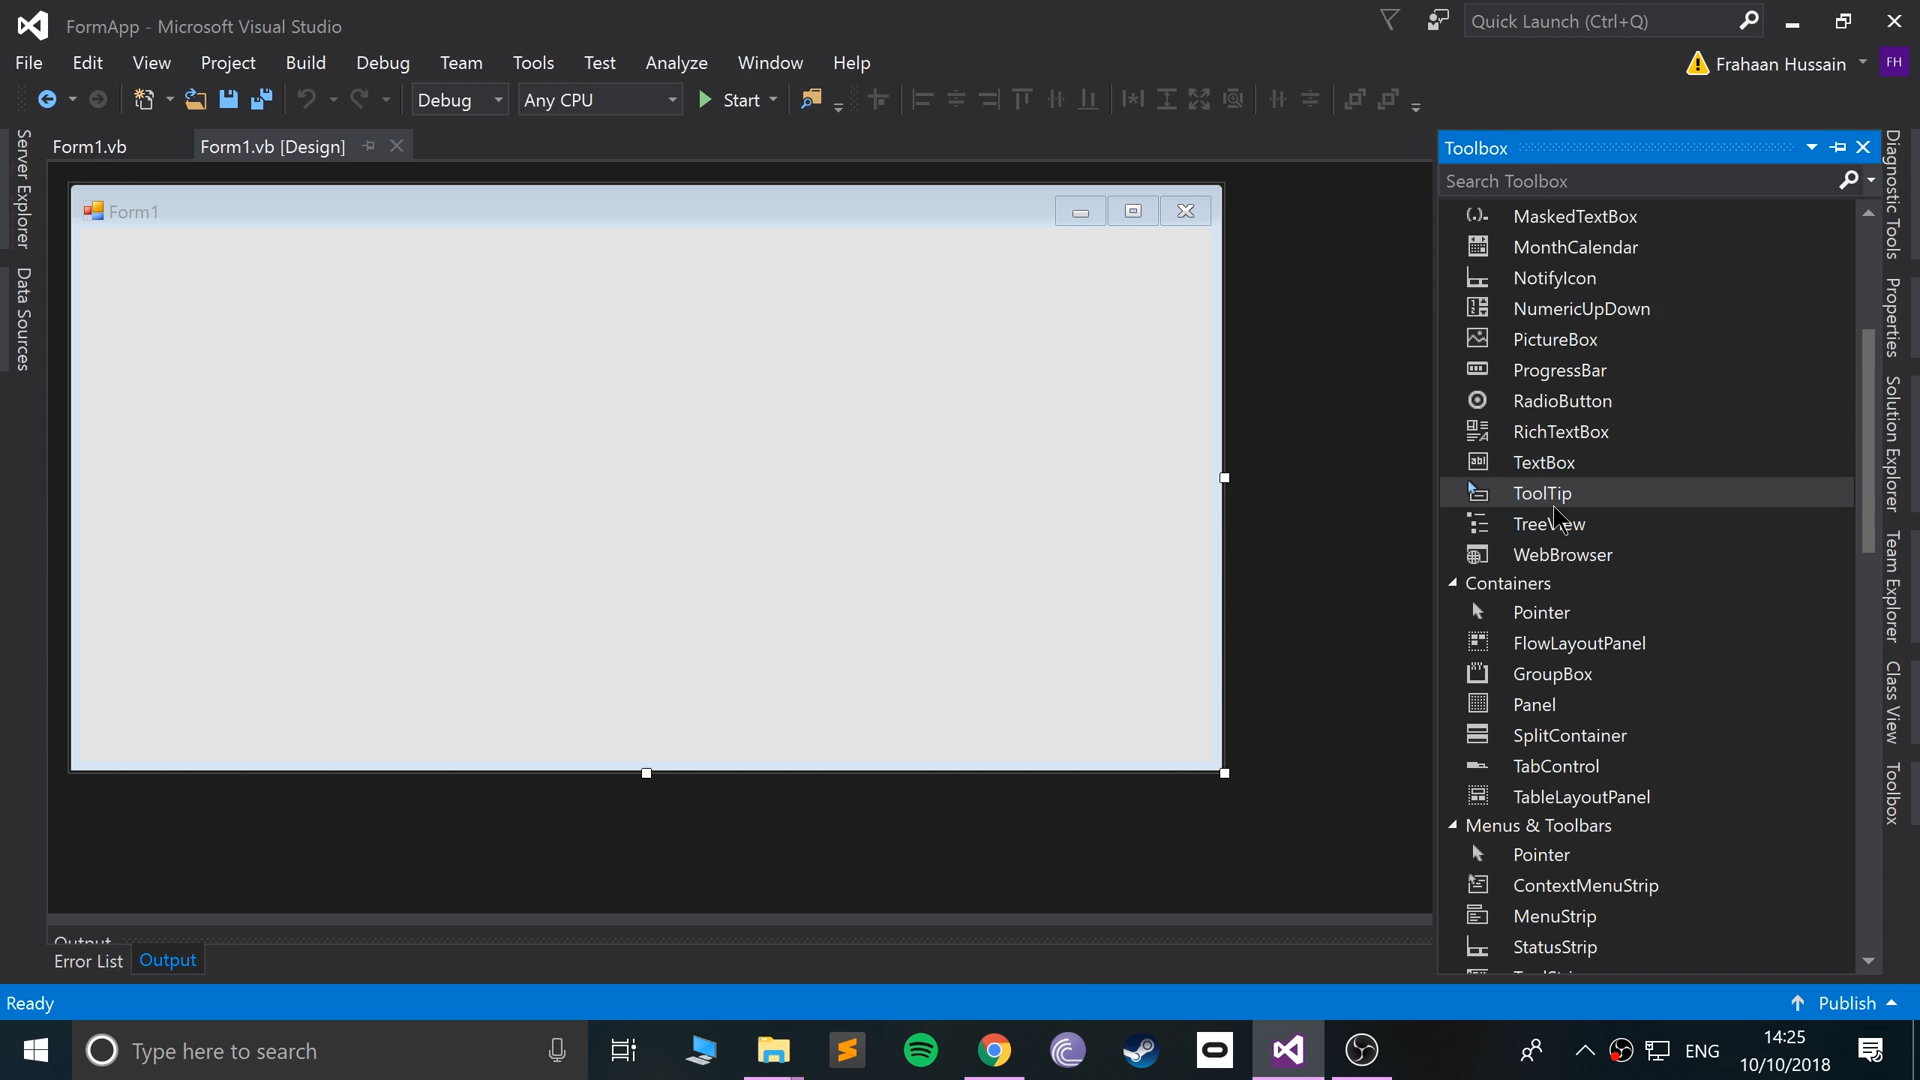 FormApp - Microsoft Visual Studio
Quick Launch (Ctrl+Q)
File Edit View Project Build Debug Team Tools Test Analyze Window Help
Frahaan Hussain FH
Debug Any CPU Start
Form1.vb Form1.vb [Design]
Server Explorer
Data Sources
Form1
Toolbox
Search Toolbox
MaskedTextBox
MonthCalendar
NotifyIcon
NumericUpDown
PictureBox
ProgressBar
RadioButton
RichTextBox
TextBox
ToolTip
TreeView
WebBrowser
Containers
Pointer
FlowLayoutPanel
GroupBox
Panel
SplitContainer
TabControl
TableLayoutPanel
Menus & Toolbars
Pointer
ContextMenuStrip
MenuStrip
StatusStrip
Diagnostic Tools
Properties
Solution Explorer
Team Explorer
Class View
Toolbox
Output
Error List Output
Ready
Publish
Type here to search
ENG
14:25
10/10/2018